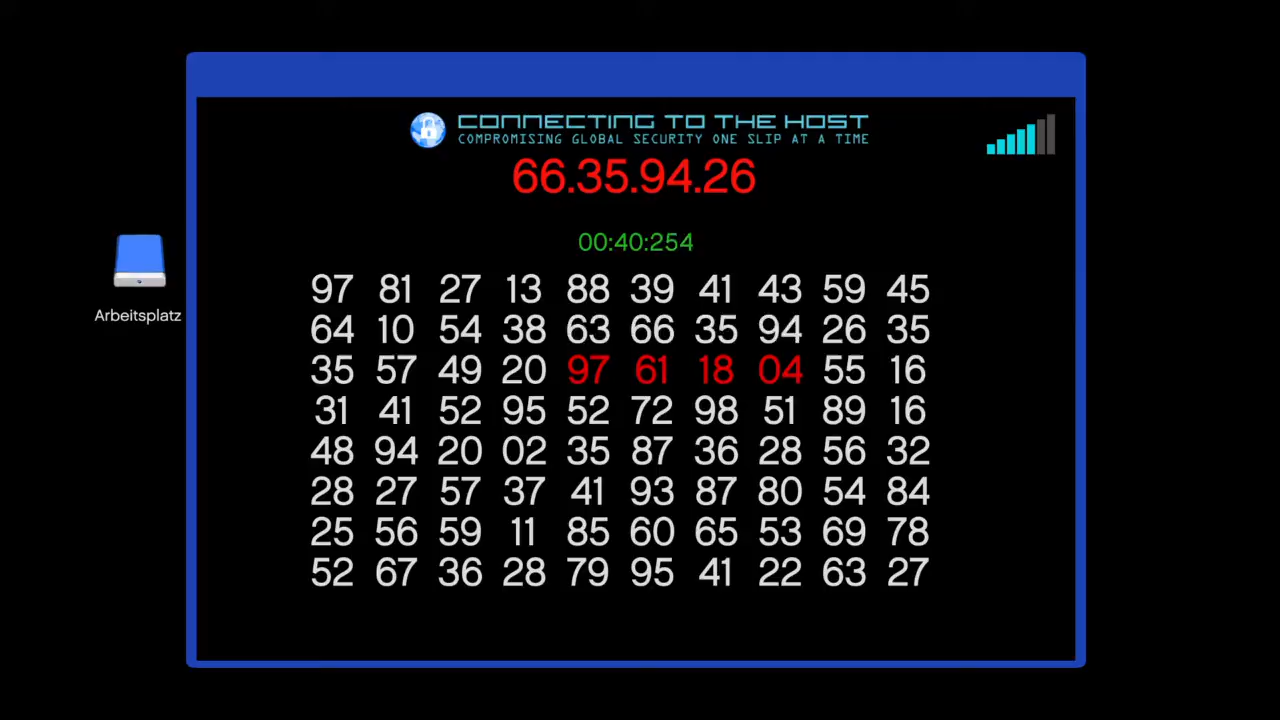 CONNECTING TO THE HOST
COMPROMISING GLOBAL SECURITY ONE SLIP AT A TIME
66.35.94.26
00:40:254
97 81 27 13 88 39 41 43 59 45
64 10 54 38 63 66 35 94 26 35
35 57 49 20 97 61 18 04 55 16
31 41 52 95 52 72 98 51 89 16
48 94 20 02 35 87 36 28 56 32
28 27 57 37 41 93 87 80 54 84
25 56 59 11 85 60 65 53 69 78
52 67 36 28 79 95 41 22 63 27
Arbeitsplatz